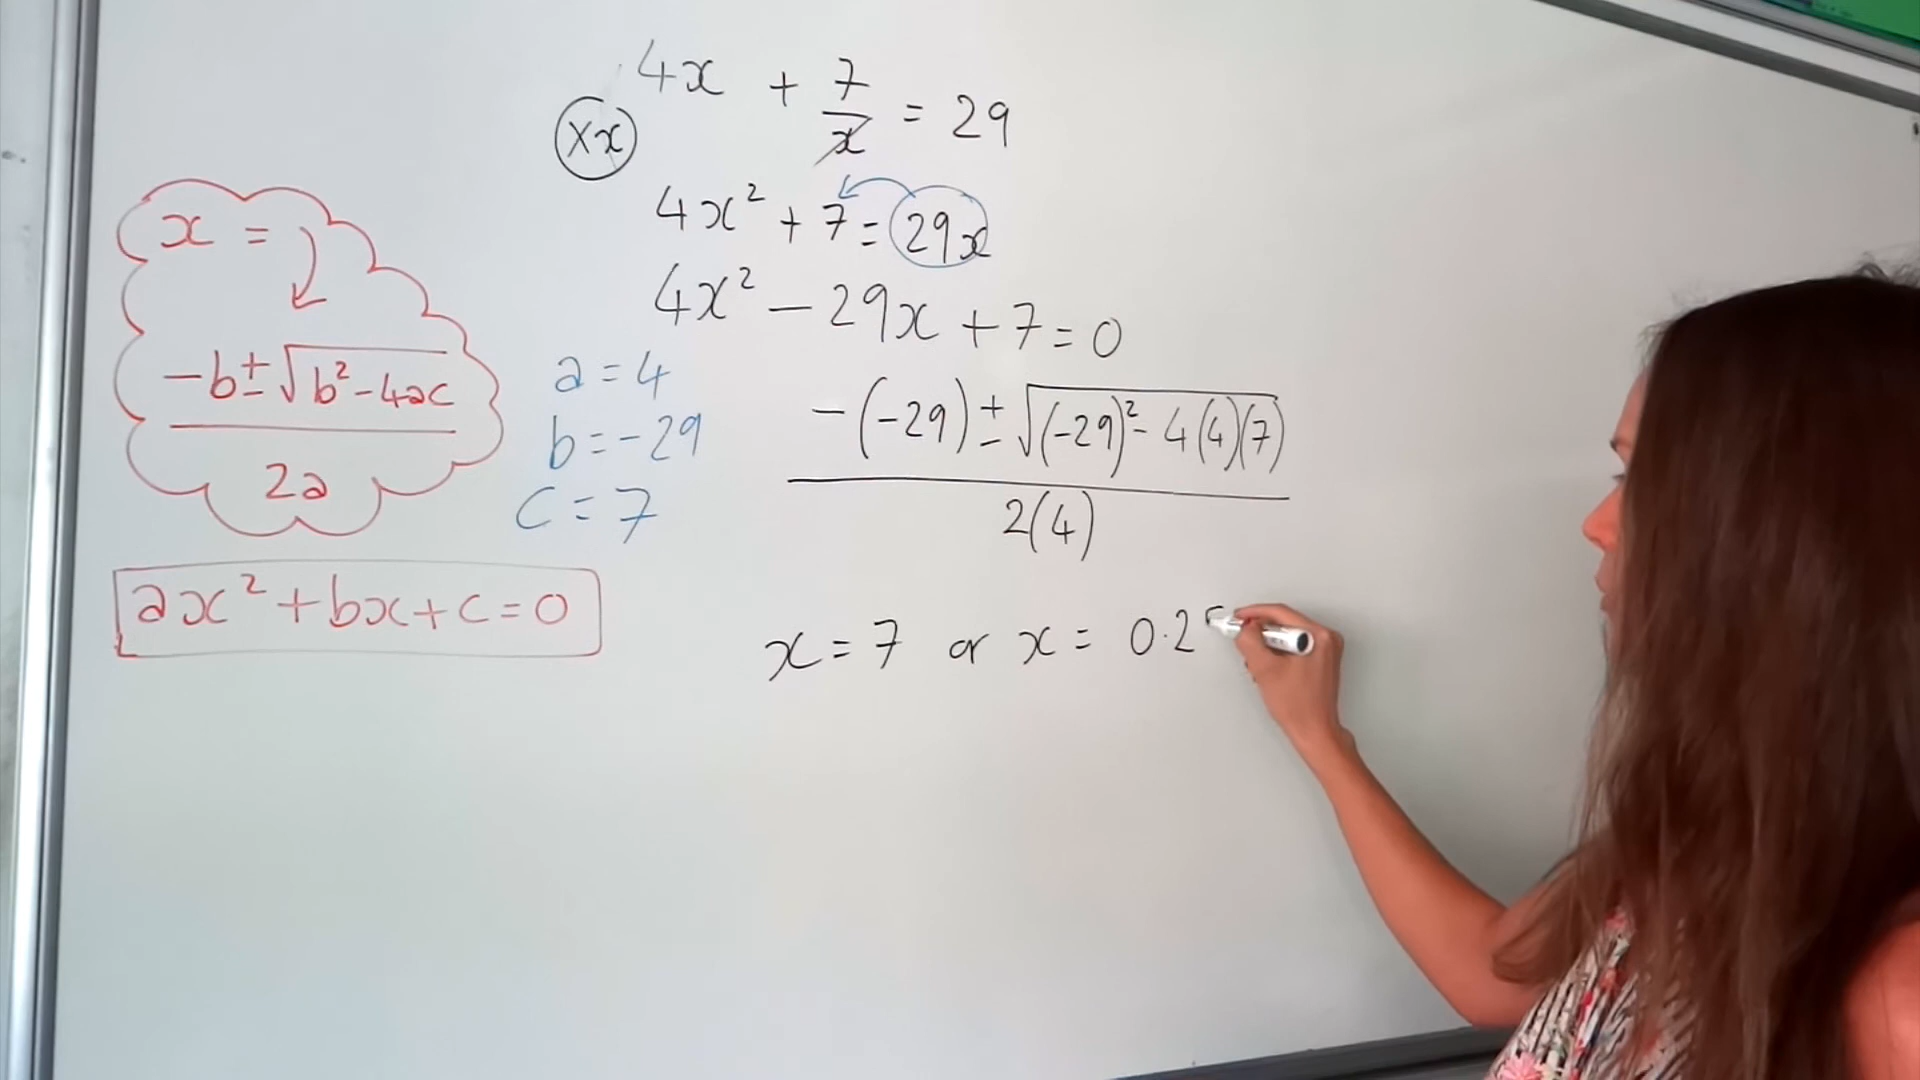 4x + 7/x = 29
×x
4x² + 7 = 29x
4x² - 29x + 7 = 0
x =
-b ± √b² - 4ac
2a
ax² + bx + c = 0
a = 4
b = -29
c = 7
-(-29) ± √(-29)² - 4(4)(7)
2(4)
x = 7 or x = 0.25